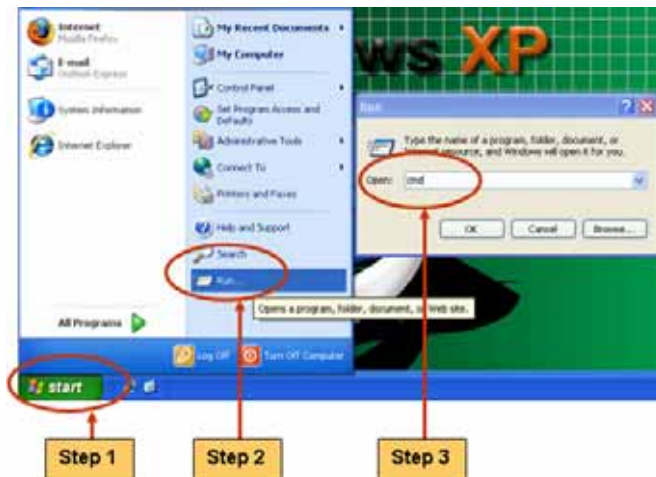 Internet
Mozilla Firefox
E-mail
Outlook Express
System Information
Internet Explorer
All Programs
My Recent Documents
My Computer
Control Panel
Set Program Access and
Defaults
Administrative Tools
Connect To
Printers and Faxes
Help and Support
Search
Run...
Opens a program, folder, document, or Web site.
Log Off
Turn Off Computer
start
ws XP
Run
Type the name of a program, folder, document, or
Internet resource, and Windows will open it for you.
Open:
cmd
OK
Cancel
Browse...
Step 1
Step 2
Step 3